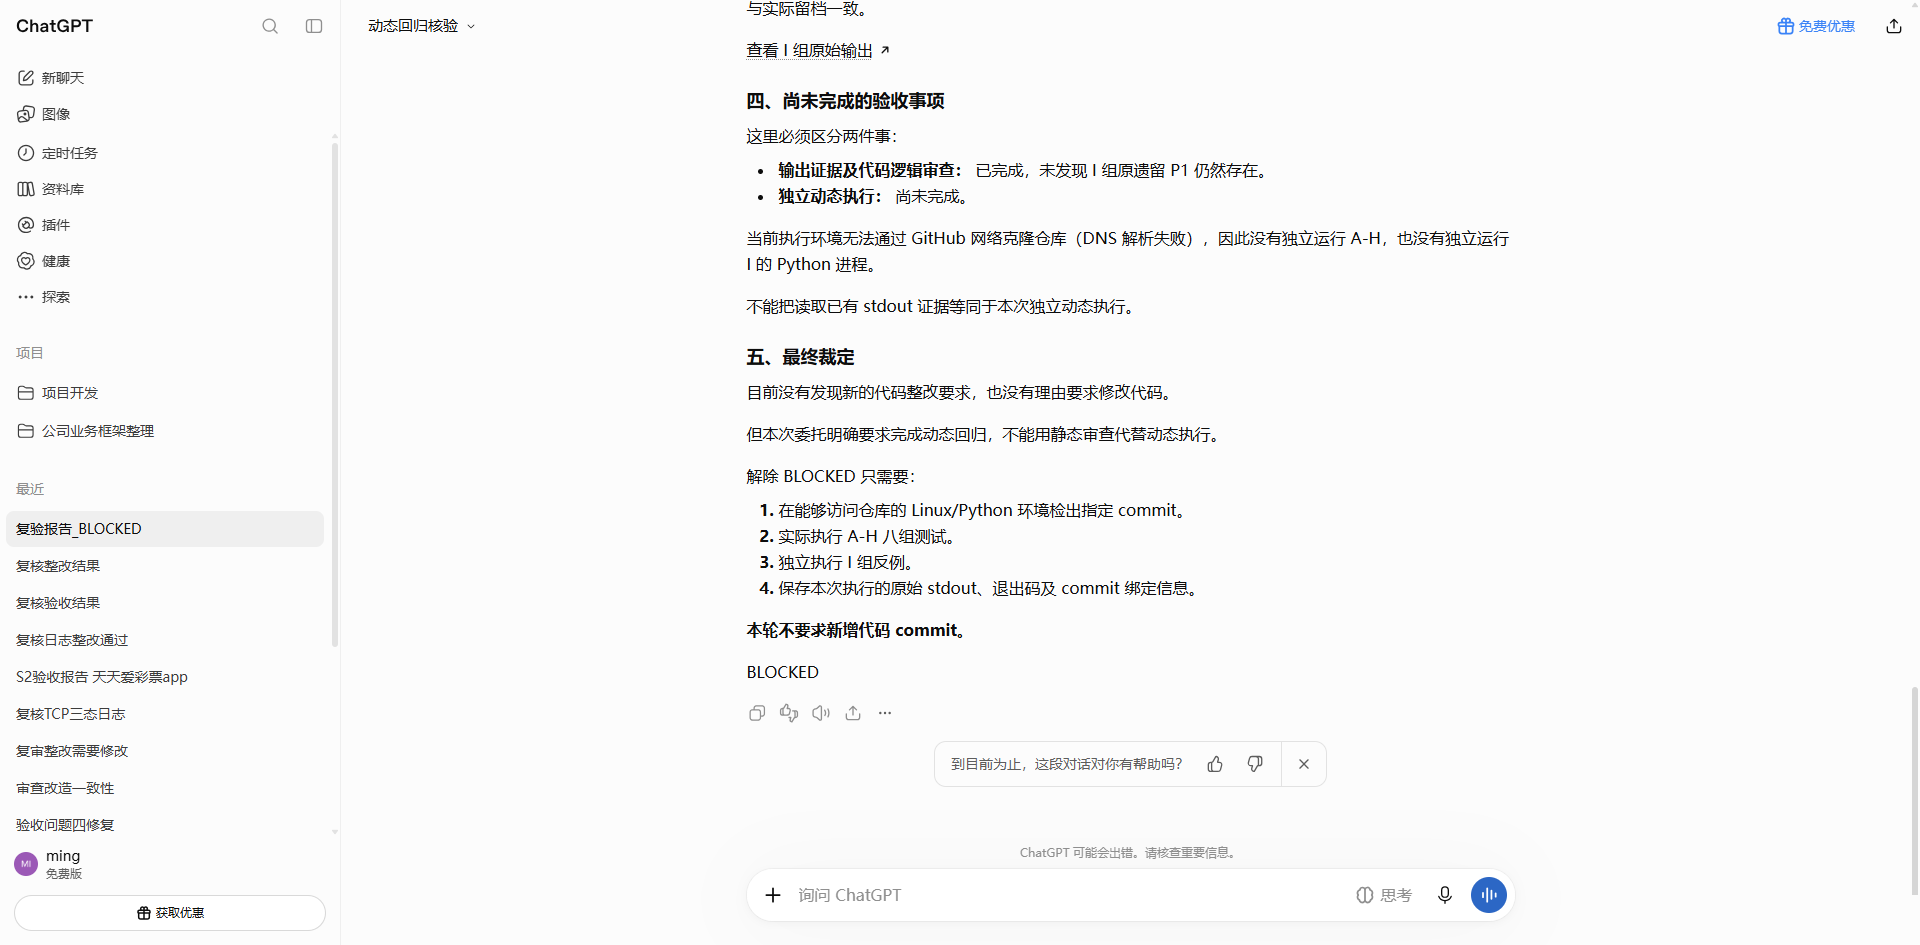 ChatGPT
新聊天
图像
定时任务
资料库
插件
健康
探索
项目
项目开发
公司业务框架整理
最近
复验报告_BLOCKED
复核整改结果
复核验收结果
复核日志整改通过
S2验收报告 天天爱彩票app
复核TCP三态日志
复审整改需要修改
审查改造一致性
验收问题四修复
MI
ming
免费版
获取优惠
动态回归核验
免费优惠
与实际留档一致。
查看 I 组原始输出
四、尚未完成的验收事项
这里必须区分两件事：
• 输出证据及代码逻辑审查： 已完成，未发现 I 组原遗留 P1 仍然存在。
• 独立动态执行： 尚未完成。
当前执行环境无法通过 GitHub 网络克隆仓库（DNS 解析失败），因此没有独立运行 A-H，也没有独立运行
I 的 Python 进程。
不能把读取已有 stdout 证据等同于本次独立动态执行。
五、最终裁定
目前没有发现新的代码整改要求，也没有理由要求修改代码。
但本次委托明确要求完成动态回归，不能用静态审查代替动态执行。
解除 BLOCKED 只需要：
1. 在能够访问仓库的 Linux/Python 环境检出指定 commit。
2. 实际执行 A-H 八组测试。
3. 独立执行 I 组反例。
4. 保存本次执行的原始 stdout、退出码及 commit 绑定信息。
本轮不要求新增代码 commit。
BLOCKED
到目前为止，这段对话对你有帮助吗？
ChatGPT 可能会出错。请核查重要信息。
询问 ChatGPT
思考